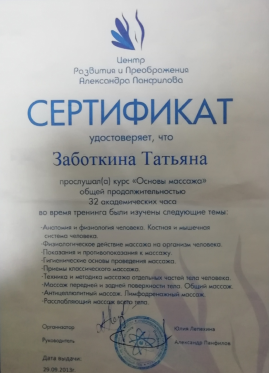 Центр
Развития и Преображения
Александра Панфилова
СЕРТИФИКАТ
удостоверяет, что
Заботкина Татьяна
прослушал(а) курс «Основы массажа»
общей продолжительностью
32 академических часа
во время тренинга были изучены следующие темы:
-Анатомия и физиология человека. Костная и мышечная
система человека.
-Физиологическое действие массажа на организм человека.
-Показания и противопоказания к массажу.
-Гигиенические основы проведения массажа.
-Приемы классического массажа.
-Техника и методика массажа отдельных частей тела человека.
-Массаж передней и задней поверхности тела. Общий массаж.
-Антицеллюлитный массаж. Лимфодренажный массаж.
-Расслабляющий массаж всего тела.
Организатор Юлия
Руководитель Александр Панфилов
Дата выдачи: